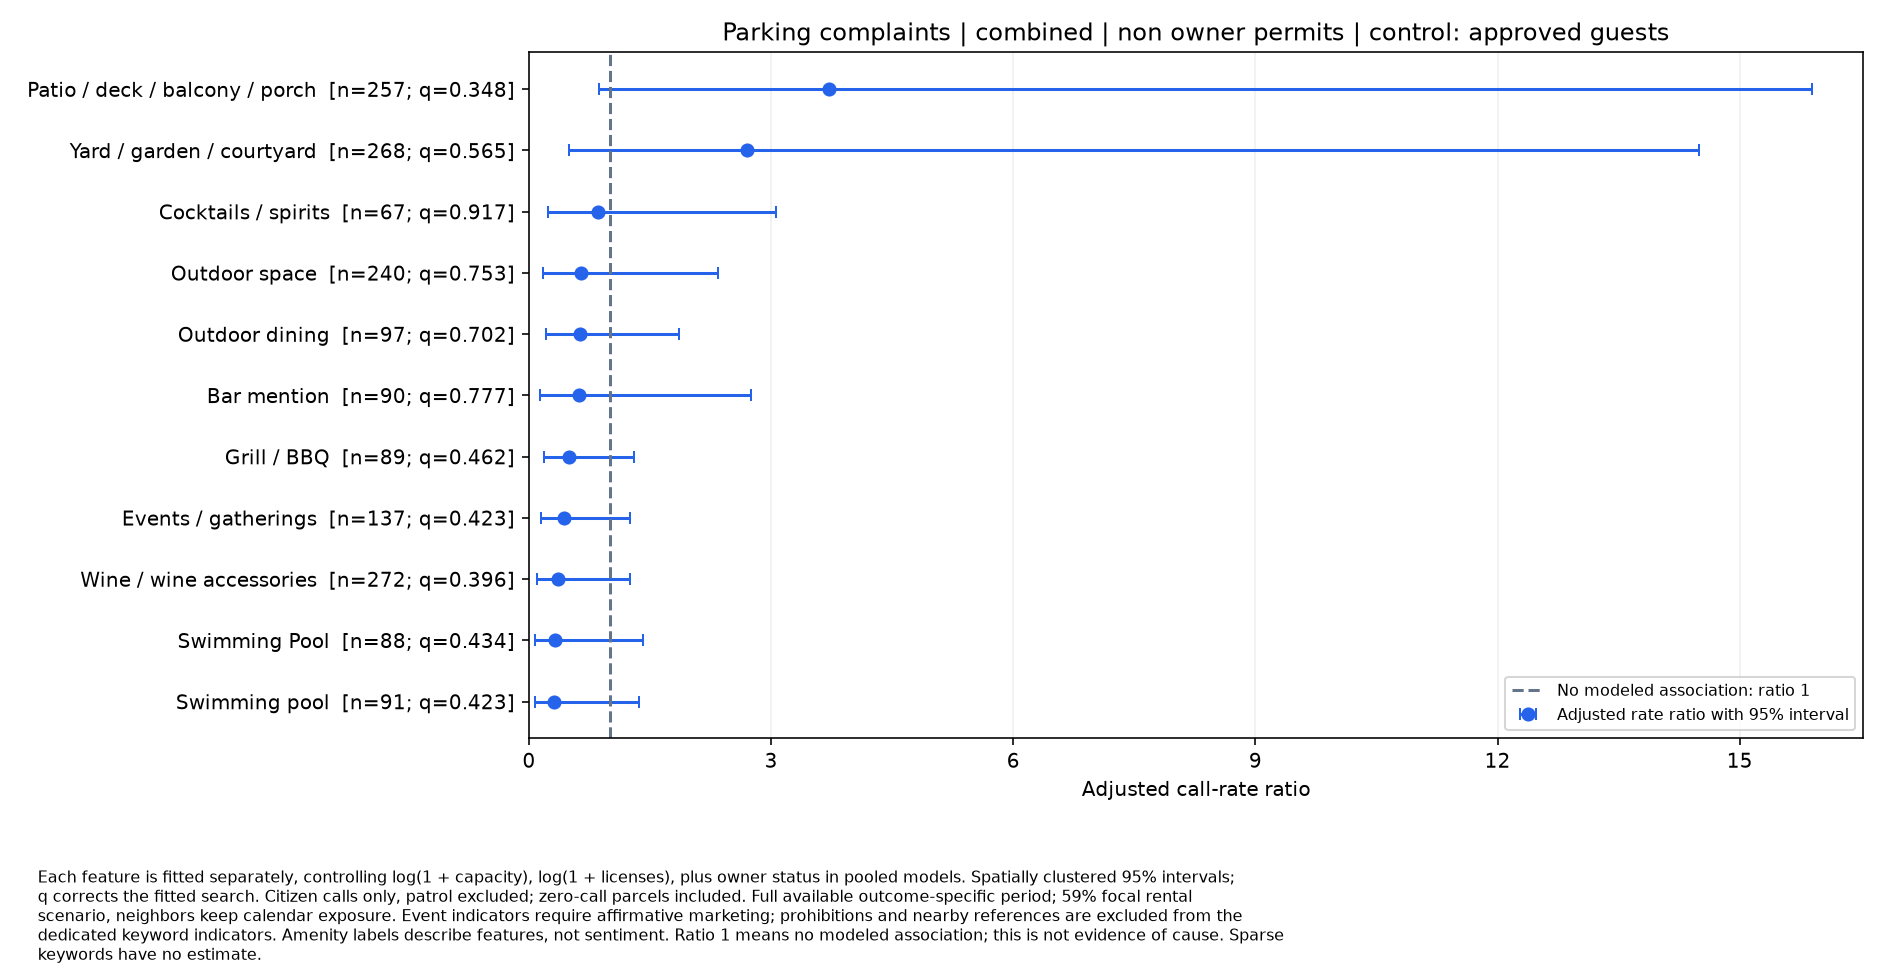 Parking complaints | combined | non owner permits | control: approved guests
Patio / deck / balcony / porch [n=257; q=0.348]
Yard / garden / courtyard [n=268; q=0.565]
Cocktails / spirits [n=67; q=0.917]
Outdoor space [n=240; q=0.753]
Outdoor dining [n=97; q=0.702]
Bar mention [n=90; q=0.777]
Grill / BBQ [n=89; q=0.462]
Events / gatherings [n=137; q=0.423]
Wine / wine accessories [n=272; q=0.396]
Swimming Pool [n=88; q=0.434]
Swimming pool [n=91; q=0.423]
No modeled association: ratio 1
Adjusted rate ratio with 95% interval
0 3 6 9 12 15
Adjusted call-rate ratio
Each feature is fitted separately, controlling log(1 + capacity), log(1 + licenses), plus owner status in pooled models. Spatially clustered 95% intervals;
q corrects the fitted search. Citizen calls only, patrol excluded; zero-call parcels included. Full available outcome-specific period; 59% focal rental
scenario, neighbors keep calendar exposure. Event indicators require affirmative marketing; prohibitions and nearby references are excluded from the
dedicated keyword indicators. Amenity labels describe features, not sentiment. Ratio 1 means no modeled association; this is not evidence of cause. Sparse
keywords have no estimate.